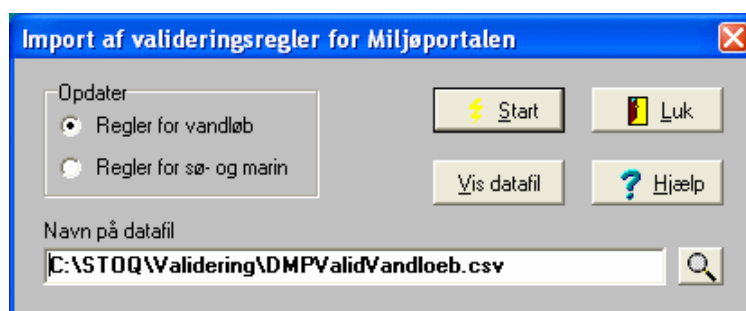 Import af valideringsregler for Miljøportalen
Opdater
Regler for vandløb
Regler for sø- og marin
Start
Luk
Vis datafil
Hjælp
Navn på datafil
C:\STOQ\Validering\DMPValidVandloeb.csv